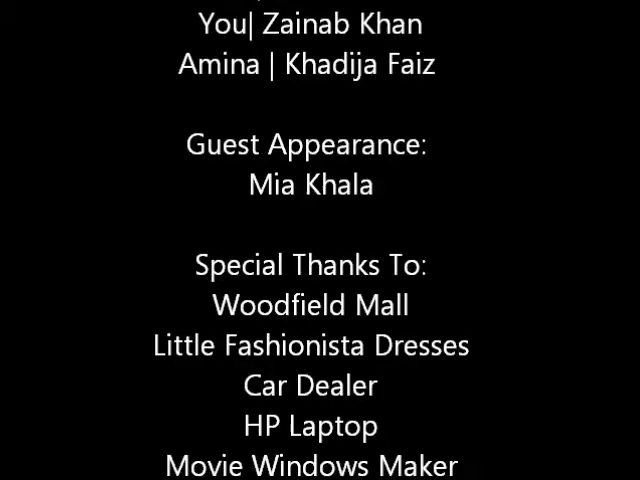 You| Zainab Khan
Amina | Khadija Faiz
Guest Appearance:
Mia Khala
Special Thanks To:
Woodfield Mall
Little Fashionista Dresses
Car Dealer
HP Laptop
Movie Windows Maker